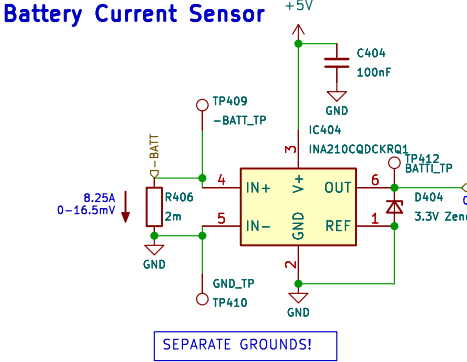 Battery Current Sensor
+5V
C404
100nF
GND
TP409
-BATT_TP
IC404
INA210CQDCKRQ1
-BATT
3
TP412
BATTI_TP
4
IN+
V+
OUT
6
8.25A
0-16.5mV
R406
2m
D404
3.3V Zen
5
IN-
GND
REF
1
GND
2
GND_TP
TP410
GND
SEPARATE GROUNDS!